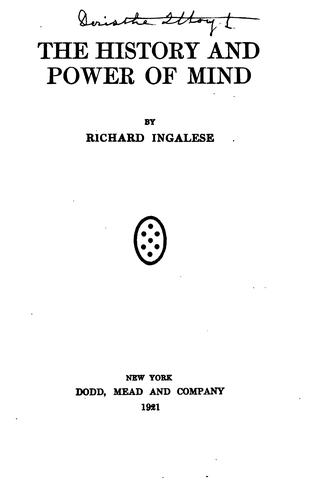 THE HISTORY AND
POWER OF MIND
BY
RICHARD INGALESE
NEW YORK
DODD, MEAD AND COMPANY
1921